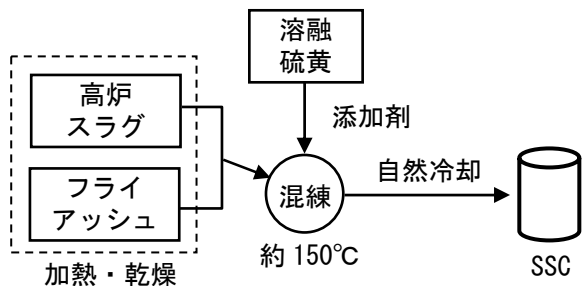 溶融
硫黄
高炉
スラグ
添加剤
フライ
アッシュ
混練
自然冷却
約 150℃
加熱・乾燥
SSC